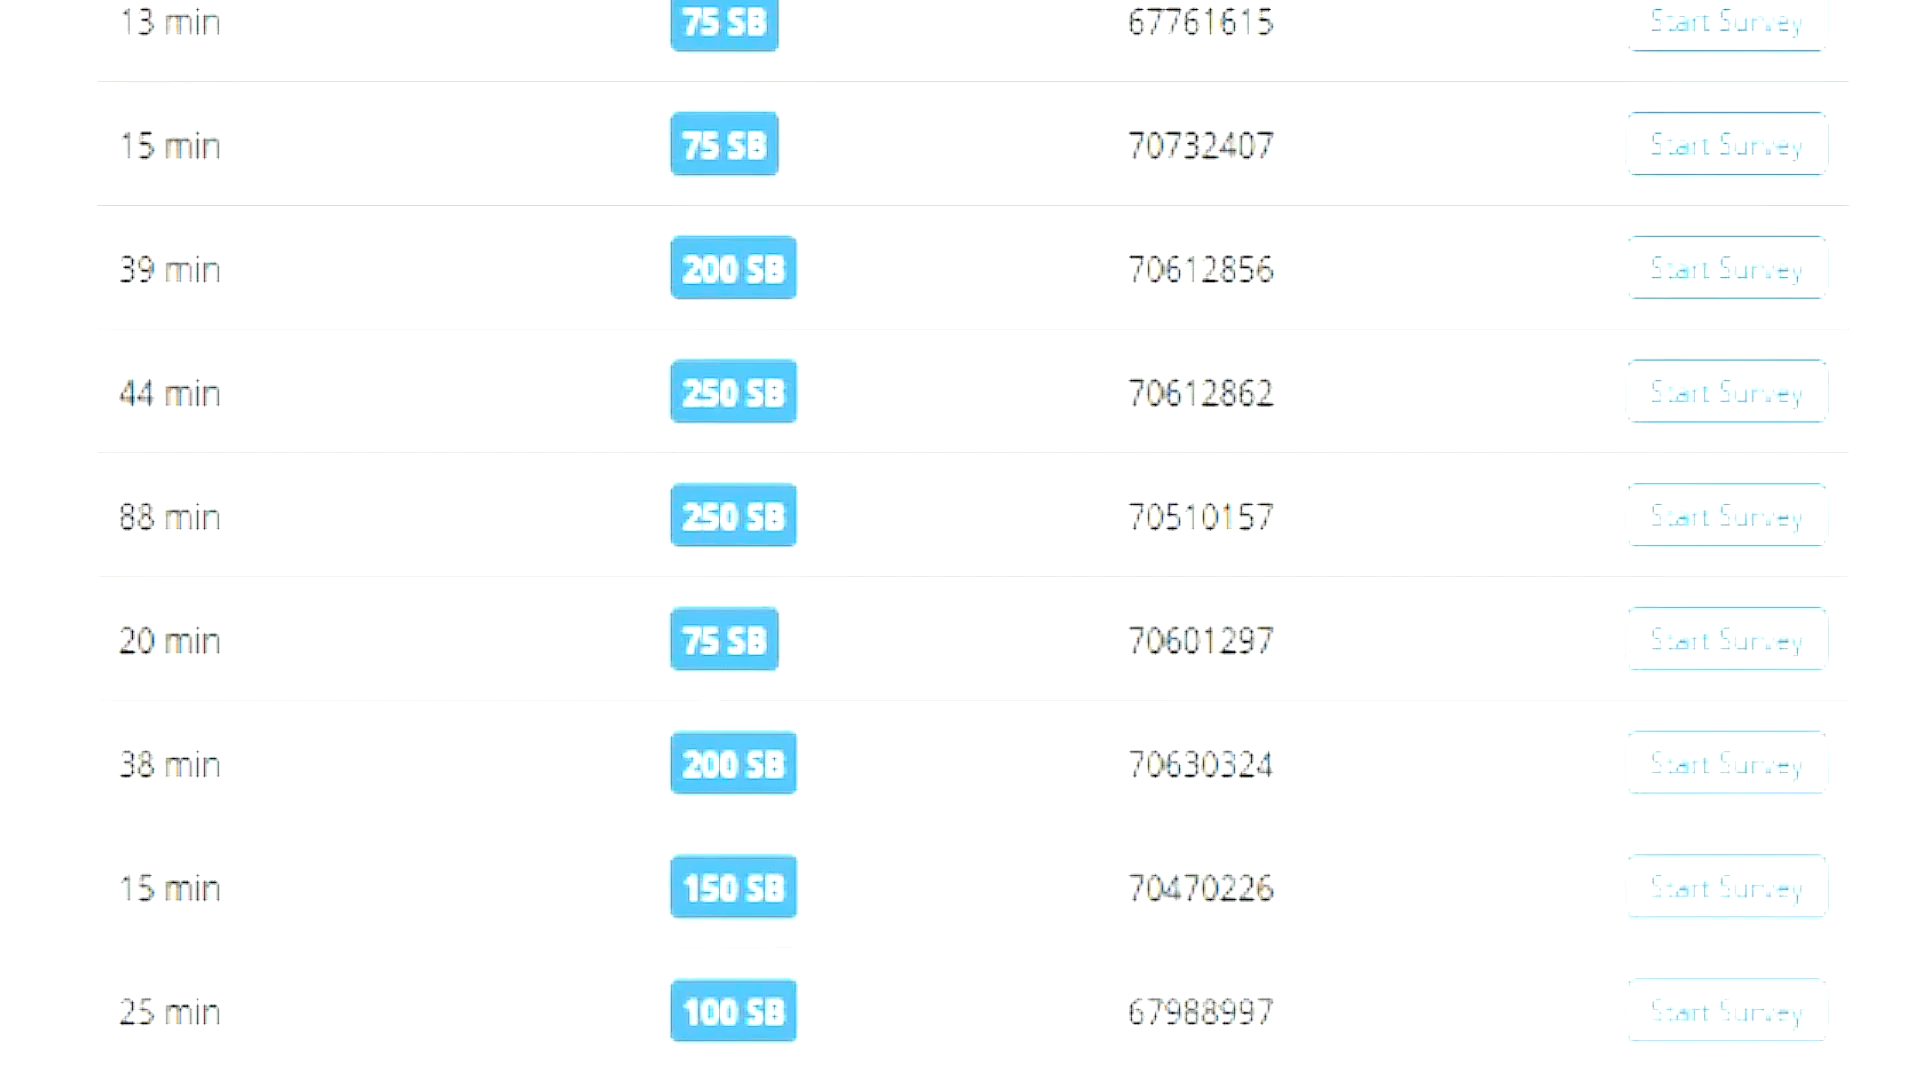 13 min 75 SB 67761615 Start Survey
15 min 75 SB 70732407 Start Survey
39 min 200 SB 70612856 Start Survey
44 min 250 SB 70612862 Start Survey
88 min 250 SB 70510157 Start Survey
20 min 75 SB 70601297 Start Survey
38 min 200 SB 70630324 Start Survey
15 min 150 SB 70470226 Start Survey
25 min 100 SB 67988997 Start Survey